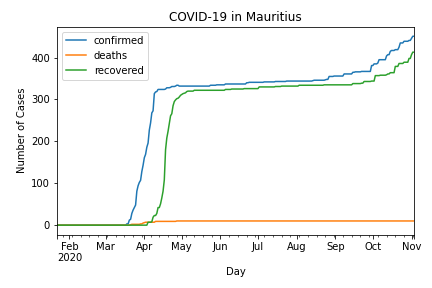 COVID-19 in Mauritius
confirmed
deaths
recovered
Number of Cases
400
300
200
100
0
Feb Mar Apr May Jun Jul Aug Sep Oct Nov
2020
Day